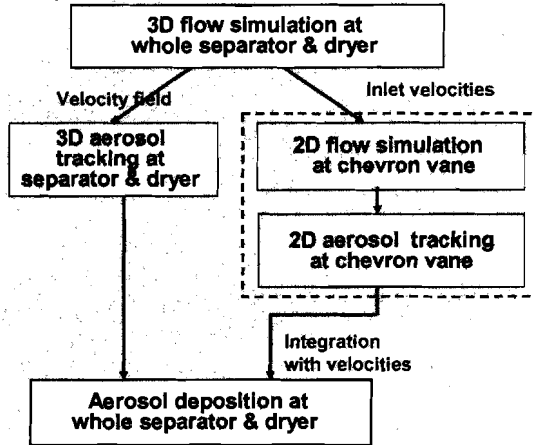 3D flow simulation at
whole separator & dryer
Velocity field
Inlet velocities
3D aerosol
tracking at
separator & dryer
2D flow simulation
at chevron vane
2D aerosol tracking
at chevron vane
Integration
with velocities
Aerosol deposition at
whole separator & dryer